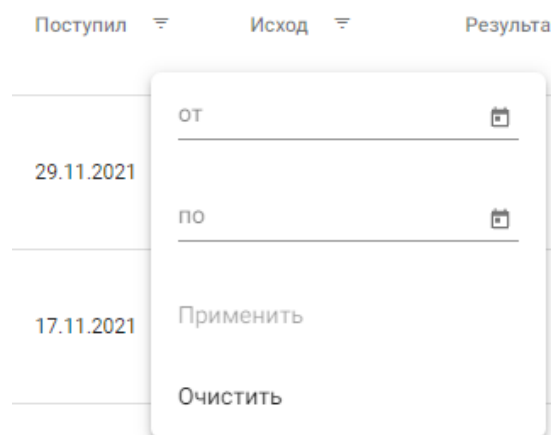 Поступил Исход Результа
от
29.11.2021
по
17.11.2021
Применить
Очистить